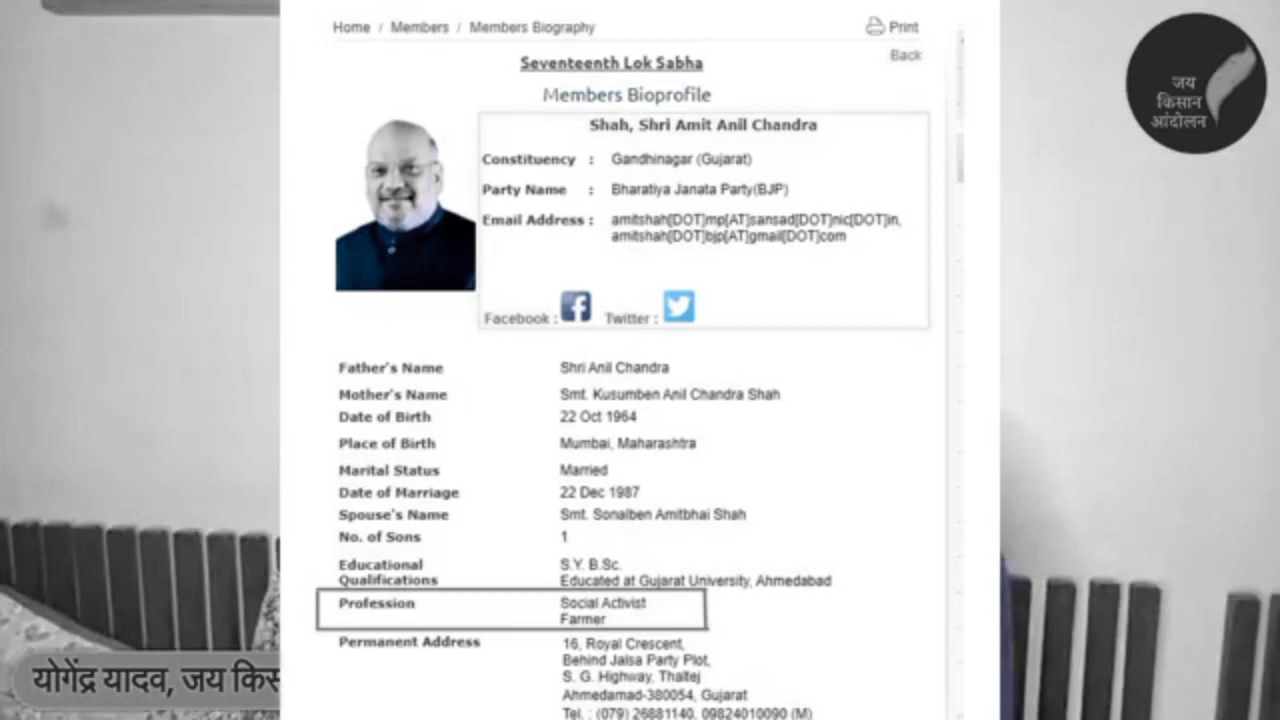 Home / Members / Members Biography
Print
Back
Seventeenth Lok Sabha
Members Bioprofile
Shah, Shri Amit Anil Chandra
Constituency : Gandhinagar (Gujarat)
Party Name : Bharatiya Janata Party(BJP)
Email Address : amitshah[DOT]mp[AT]sansad[DOT]nic[DOT]in,
amitshah[DOT]bjp[AT]gmail[DOT]com
Facebook : Twitter :
Father's Name Shri Anil Chandra
Mother's Name Smt. Kusumben Anil Chandra Shah
Date of Birth 22 Oct 1964
Place of Birth Mumbai, Maharashtra
Marital Status Married
Date of Marriage 22 Dec 1987
Spouse's Name Smt. Sonalben Amitbhai Shah
No. of Sons 1
Educational S.Y. B.Sc.
Qualifications Educated at Gujarat University, Ahmedabad
Profession Social Activist
Farmer
Permanent Address 16, Royal Crescent,
Behind Jalsa Party Plot,
S. G. Highway, Thaltej
Ahmedamad-380054, Gujarat
Tel. : (079) 26881140, 09824010090 (M)
जय
किसान
आंदोलन
योगेंद्र यादव, जय किस